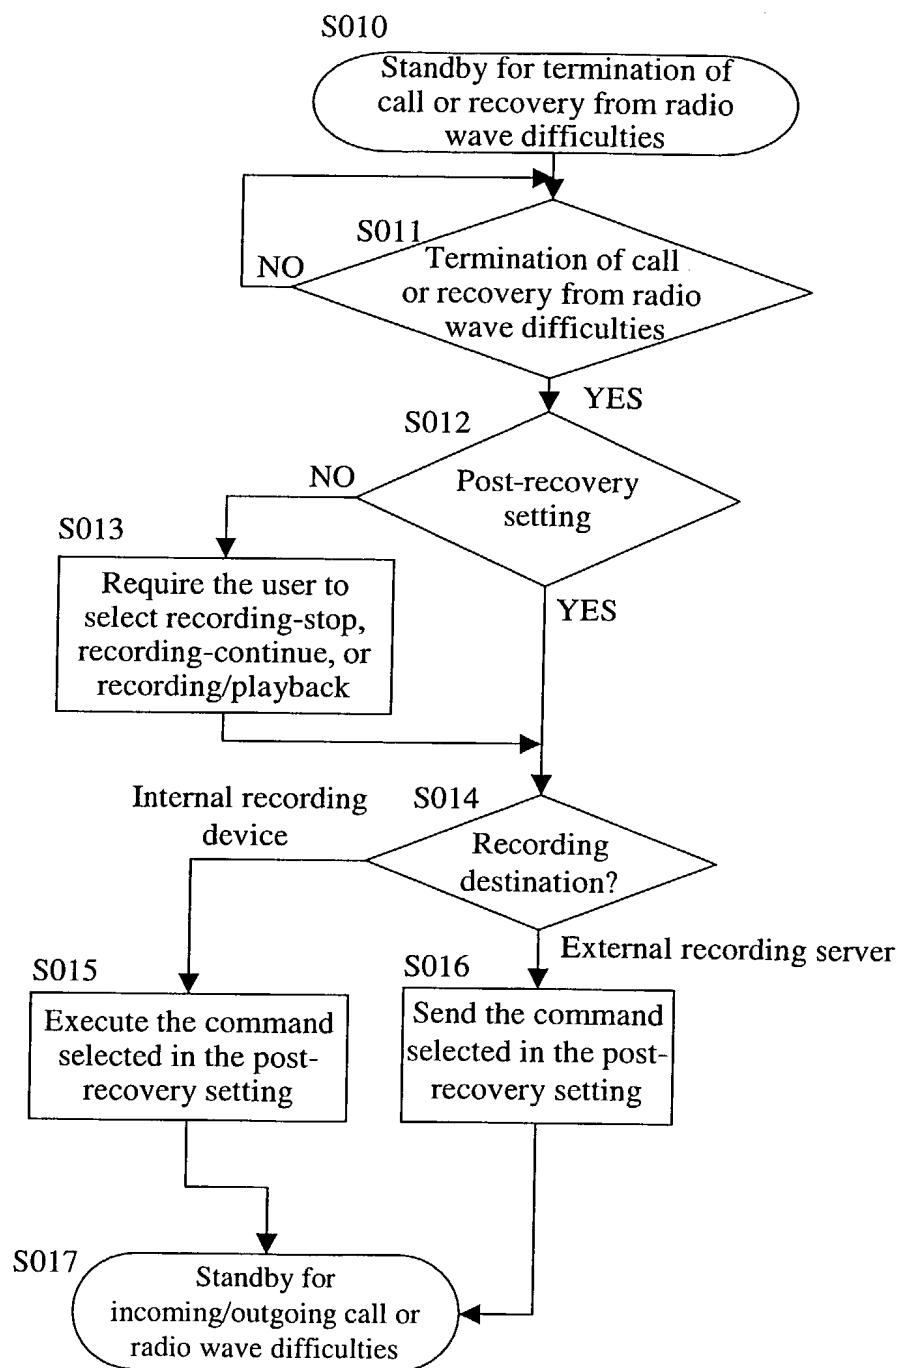 S010
Standby for termination of
call or recovery from radio
wave difficulties
S011
NO
Termination of call
or recovery from radio
wave difficulties
YES
S012
NO
Post-recovery
setting
S013
YES
Require the user to
select recording-stop,
recording-continue, or
recording/playback
Internal recording
device
S014
Recording
destination?
External recording server
S015
S016
Execute the command
selected in the post-
recovery setting
Send the command
selected in the post-
recovery setting
S017
Standby for
incoming/outgoing call or
radio wave difficulties